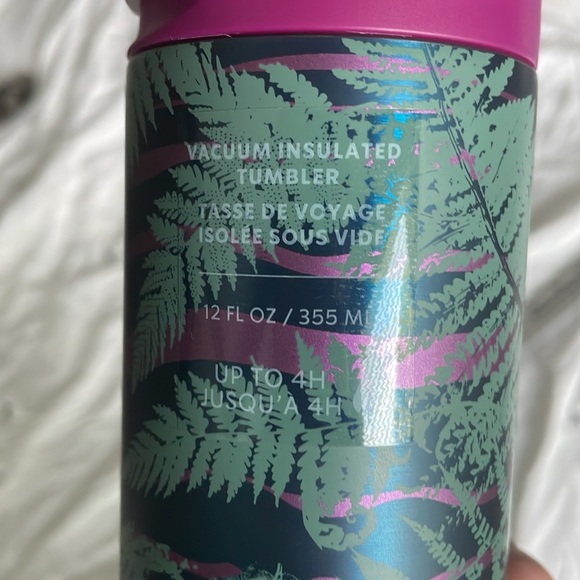 VACUUM INSULATED
TUMBLER
TASSE DE VOYAGE
ISOLÉE SOUS VIDE
12 FL OZ / 355 ML
UP TO 4H
JUSQU'À 4H